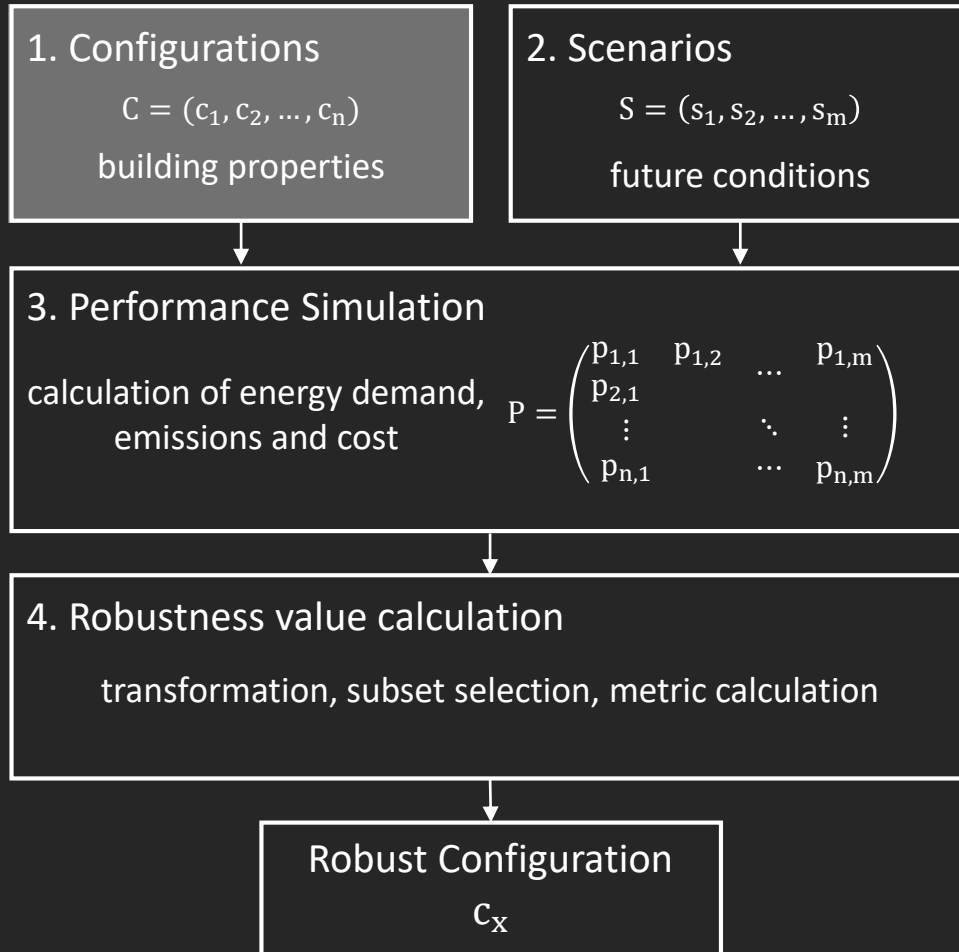 1. Configurations
C = (c₁, c₂, …, cₙ)
building properties
2. Scenarios
S = (s₁, s₂, …, sₘ)
future conditions
3. Performance Simulation
calculation of energy demand,
emissions and cost
P =
p₁,₁ p₁,₂ … p₁,ₘ
p₂,₁
⋮ ⋱ ⋮
pₙ,₁ … pₙ,ₘ
4. Robustness value calculation
transformation, subset selection, metric calculation
Robust Configuration
cₓ